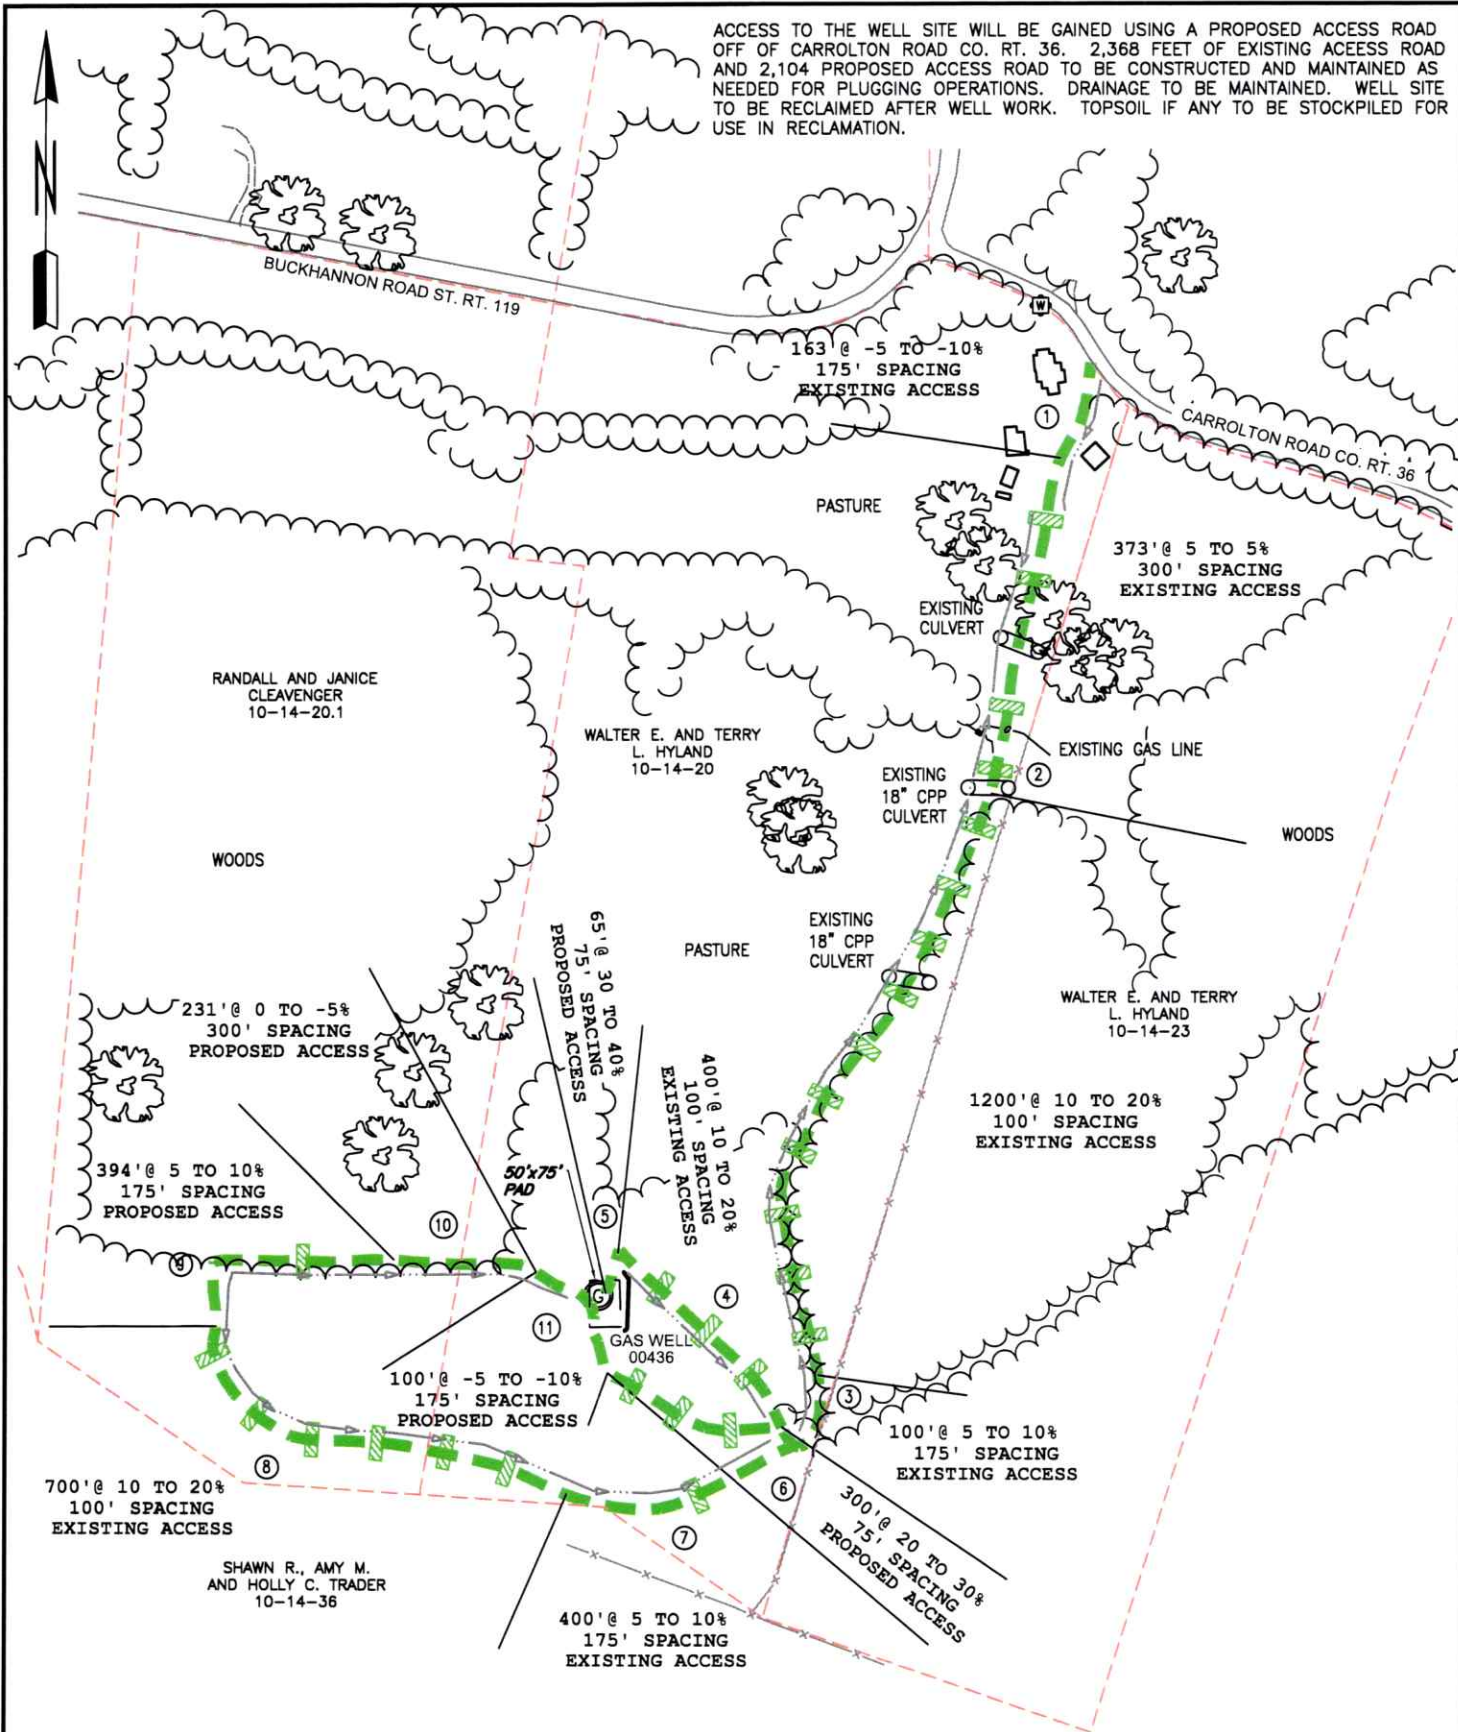 ACCESS TO THE WELL SITE WILL BE GAINED USING A PROPOSED ACCESS ROAD
OFF OF CARROLTON ROAD CO. RT. 36. 2,368 FEET OF EXISTING ACEESS ROAD
AND 2,104 PROPOSED ACCESS ROAD TO BE CONSTRUCTED AND MAINTAINED AS
NEEDED FOR PLUGGING OPERATIONS. DRAINAGE TO BE MAINTAINED. WELL SITE
TO BE RECLAIMED AFTER WELL WORK. TOPSOIL IF ANY TO BE STOCKPILED FOR
USE IN RECLAMATION.
N
BUCKHANNON ROAD ST. RT. 119
W
163'@ -5 TO -10%
175' SPACING
EXISTING ACCESS
1
CARROLTON ROAD CO. RT. 36
PASTURE
373'@ 5 TO 5%
300' SPACING
EXISTING ACCESS
EXISTING
CULVERT
RANDALL AND JANICE
CLEAVENGER
10-14-20.1
WALTER E. AND TERRY
L. HYLAND
10-14-20
EXISTING GAS LINE
2
EXISTING
18" CPP
CULVERT
WOODS
WOODS
EXISTING
18" CPP
CULVERT
PASTURE
65'@ 30 TO 40%
75' SPACING
PROPOSED ACCESS
WALTER E. AND TERRY
L. HYLAND
10-14-23
231'@ 0 TO -5%
300' SPACING
PROPOSED ACCESS
400'@ 10 TO 20%
100' SPACING
EXISTING ACCESS
1200'@ 10 TO 20%
100' SPACING
EXISTING ACCESS
394'@ 5 TO 10%
175' SPACING
PROPOSED ACCESS
50'x75'
PAD
10
5
9
G
4
11
GAS WELL
00436
100'@ -5 TO -10%
175' SPACING
PROPOSED ACCESS
3
100'@ 5 TO 10%
175' SPACING
EXISTING ACCESS
8
6
700'@ 10 TO 20%
100' SPACING
EXISTING ACCESS
300'@ 20 TO 30%
75' SPACING
PROPOSED ACCESS
7
SHAWN R., AMY M.
AND HOLLY C. TRADER
10-14-36
400'@ 5 TO 10%
175' SPACING
EXISTING ACCESS